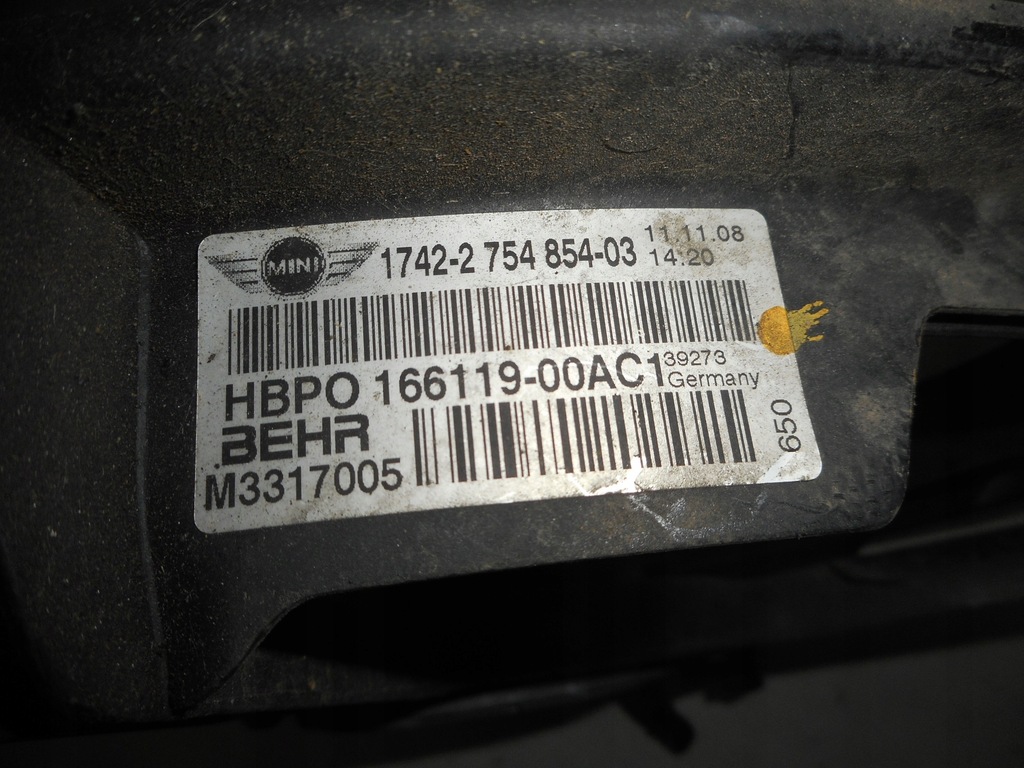 MINI 1742-2 754 854-03 11.11.08
14:20
HBPO 166119-00AC1 39273
Germany
BEHR
M3317005
650